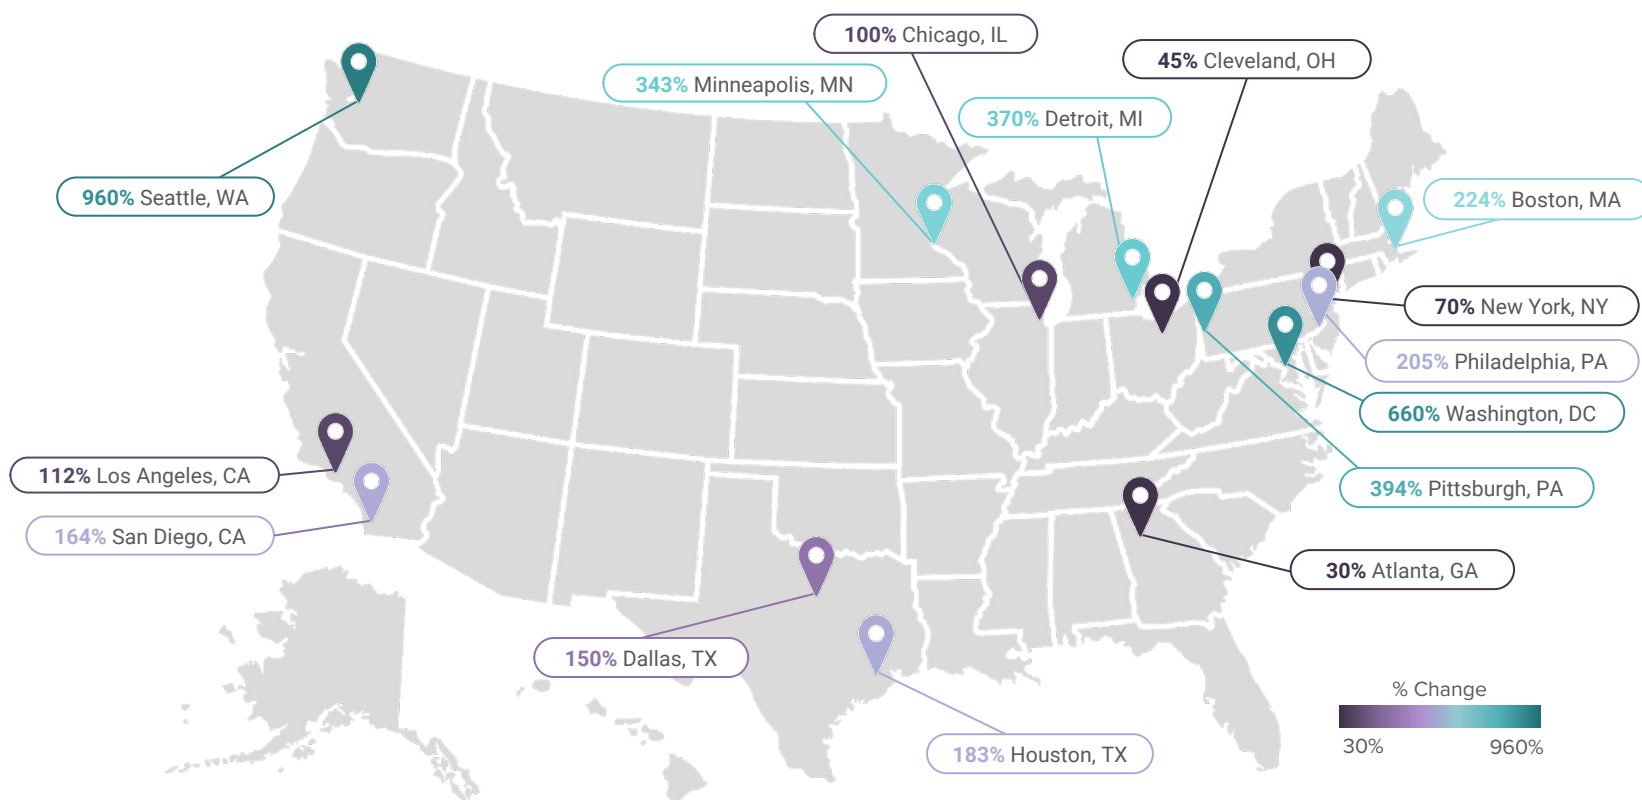 100% Chicago, IL
45% Cleveland, OH
343% Minneapolis, MN
370% Detroit, MI
960% Seattle, WA
224% Boston, MA
70% New York, NY
205% Philadelphia, PA
660% Washington, DC
112% Los Angeles, CA
394% Pittsburgh, PA
164% San Diego, CA
30% Atlanta, GA
150% Dallas, TX
183% Houston, TX
% Change
30% 960%